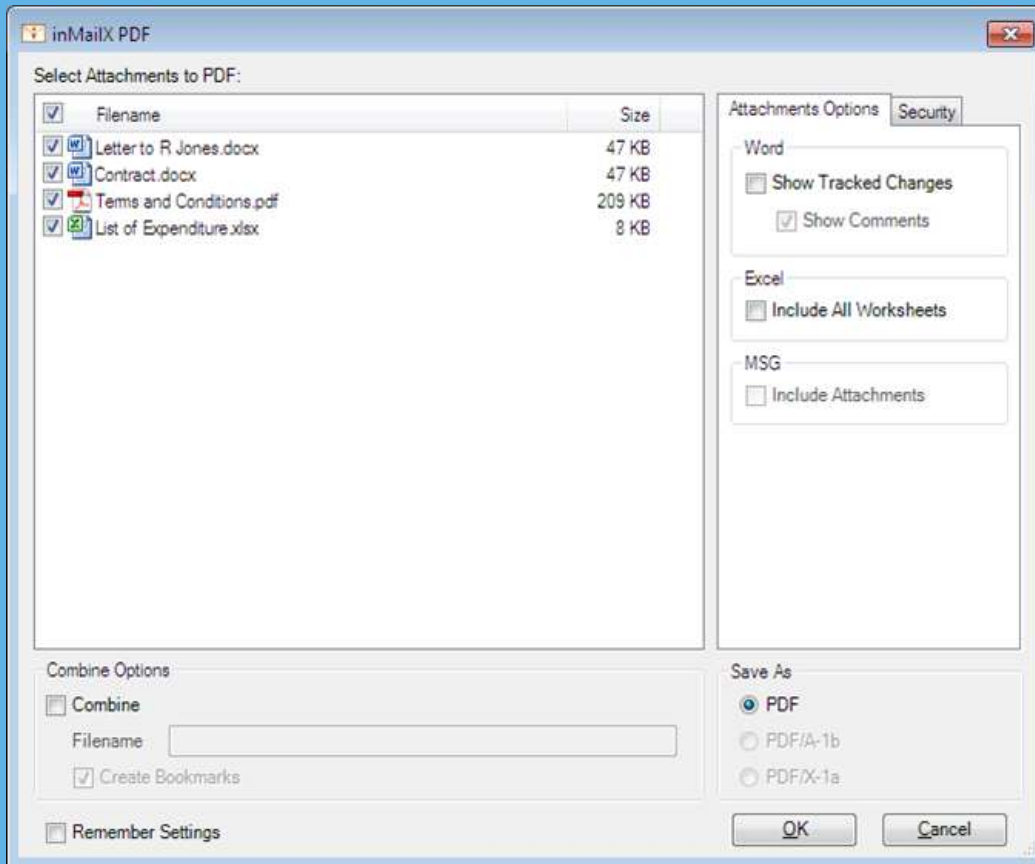 inMailX PDF
Select Attachments to PDF:
Filename Size
Letter to R Jones.docx 47 KB
Contract.docx 47 KB
Terms and Conditions.pdf 209 KB
List of Expenditure.xlsx 8 KB
Attachments Options Security
Word
Show Tracked Changes
Show Comments
Excel
Include All Worksheets
MSG
Include Attachments
Combine Options
Combine
Filename
Create Bookmarks
Remember Settings
Save As
PDF
PDF/A-1b
PDF/X-1a
OK Cancel